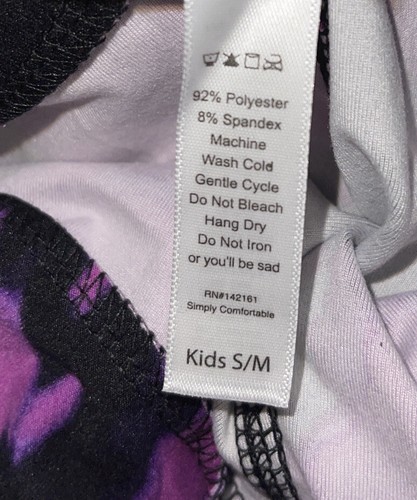 92% Polyester
8% Spandex
Machine
Wash Cold
Gentle Cycle
Do Not Bleach
Hang Dry
Do Not Iron
or you'll be sad
RN#142161
Simply Comfortable
Kids S/M